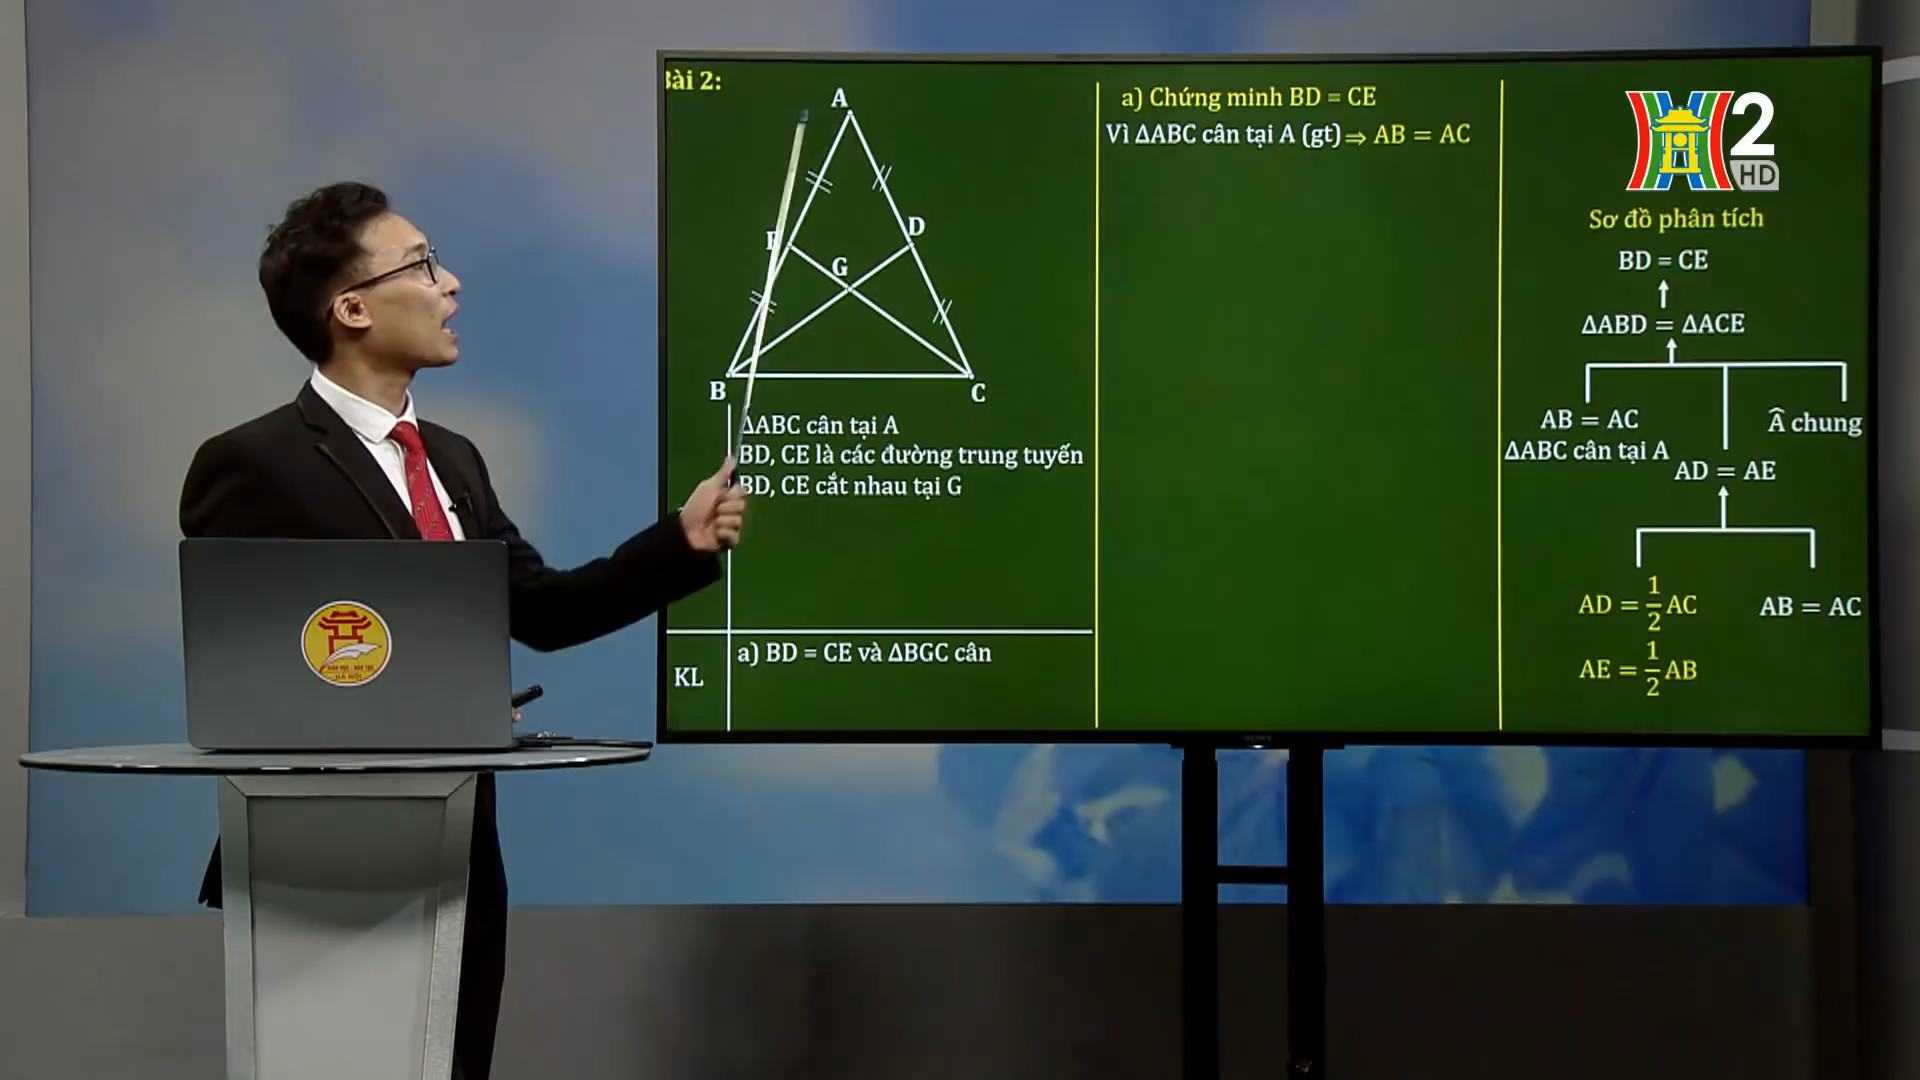 Bài 2:
A
D
G
B
C
ΔABC cân tại A
BD, CE là các đường trung tuyến
BD, CE cắt nhau tại G
KL
a) BD = CE và ΔBGC cân
a) Chứng minh BD = CE
Vì ΔABC cân tại A (gt) ⇒ AB = AC
2
HD
Sơ đồ phân tích
BD = CE
ΔABD = ΔACE
AB = AC
ΔABC cân tại A
Â chung
AD = AE
AD = 1/2 AC
AB = AC
AE = 1/2 AB
HÀ NỘI